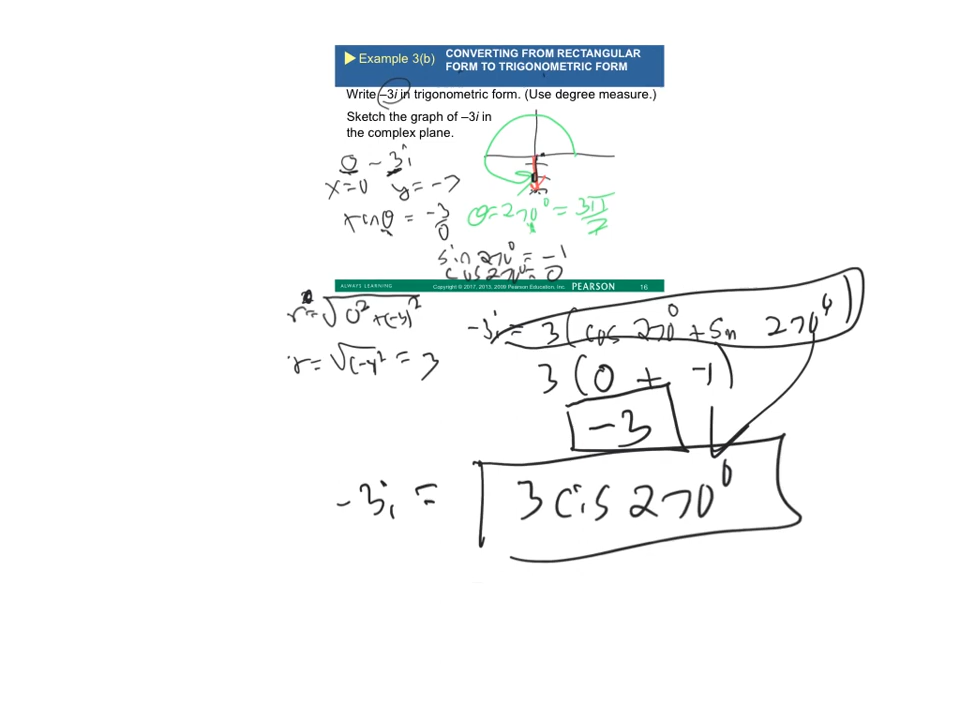 Example 3(b) CONVERTING FROM RECTANGULAR FORM TO TRIGONOMETRIC FORM
Write –3i in trigonometric form. (Use degree measure.)
Sketch the graph of –3i in
the complex plane.
0 - 3i
x=0 y=-3
tan θ = -3/0
θ=270° = 3π/2
sin 270° = -1
cos 270° = 0
ALWAYS LEARNING Copyright © 2017, 2013, 2009 Pearson Education, Inc. PEARSON 16
r = √0² + (-3)²
-3i = 3(cos 270° + sin 270°)
r = = 3
3(0 + -1)
-3
-3i = 3 cis 270°